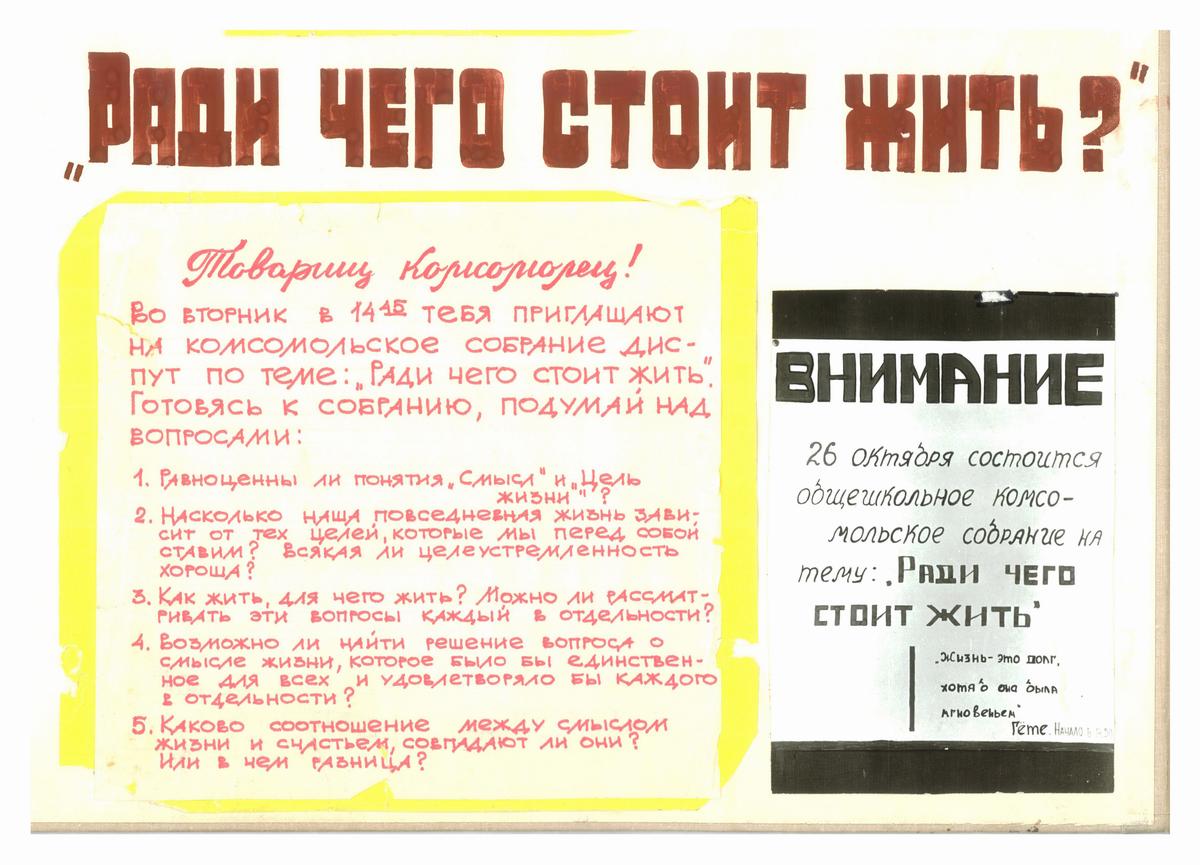 "РАДИ ЧЕГО СТОИТ ЖИТЬ?"
Товарищ комсомолец!
Во вторник в 14 45 тебя приглашают
на комсомольское собрание дис-
пут по теме: „Ради чего стоит жить".
Готовясь к собранию, подумай над
вопросами:
1. Равноценны ли понятия „Смысл" и „Цель
жизни" "?
2. Насколько наша повседневная жизнь зави-
сит от тех целей, которые мы перед собой
ставим? Всякая ли целеустремленность
хороша?
3. Как жить, для чего жить? Можно ли рассмат-
ривать эти вопросы каждый в отдельности?
4. Возможно ли найти решение вопроса о
смысле жизни, которое было бы единствен-
ное для всех и удовлетворяло бы каждого
в отдельности?
5. Каково соотношение между смыслом
жизни и счастьем, совпадают ли они?
Или в чем разница?
ВНИМАНИЕ
26 октября состоится
общешкольное комсо-
мольское собрание на
тему: „Ради чего
стоит жить"
„Жизнь - это долг,
хотя б она была
мгновеньем"
Гёте. Начало в